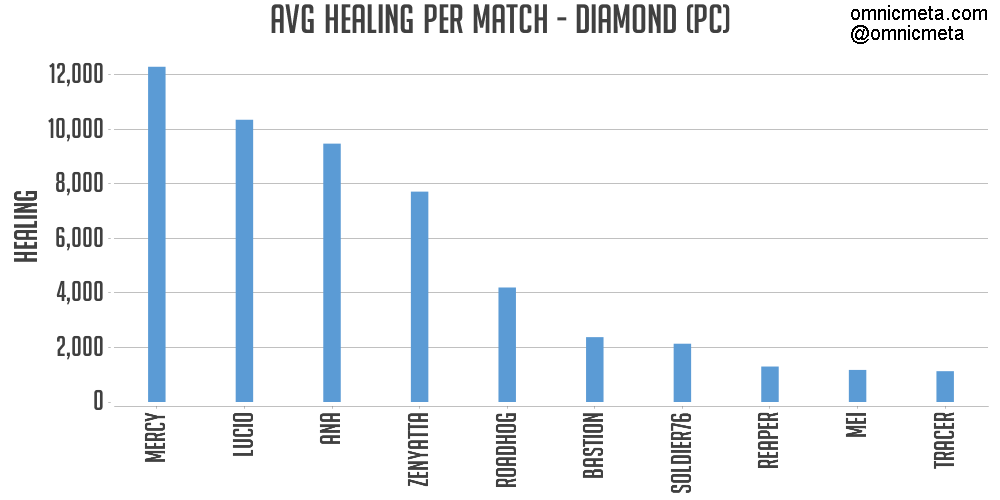 AVG HEALING PER MATCH - DIAMOND (PC)
omnicmeta.com
@omnicmeta
HEALING
12,000
10,000
8,000
6,000
4,000
2,000
0
MERCY
LUCIO
ANA
ZENYATTA
ROADHOG
BASTION
SOLDIER76
REAPER
MEI
TRACER